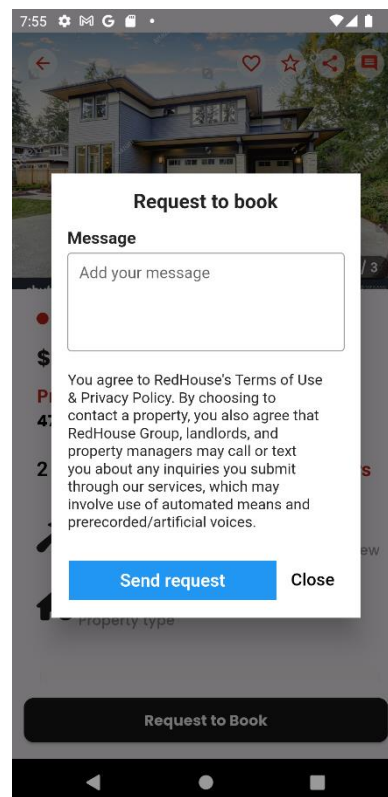 7:55
/ 3
Request to book
Message
Add your message
$
You agree to RedHouse's Terms of Use
& Privacy Policy. By choosing to
contact a property, you also agree that
RedHouse Group, landlords, and
property managers may call or text
you about any inquiries you submit
through our services, which may
involve use of automated means and
prerecorded/artificial voices.
2
Send request
Close
Property type
Request to Book